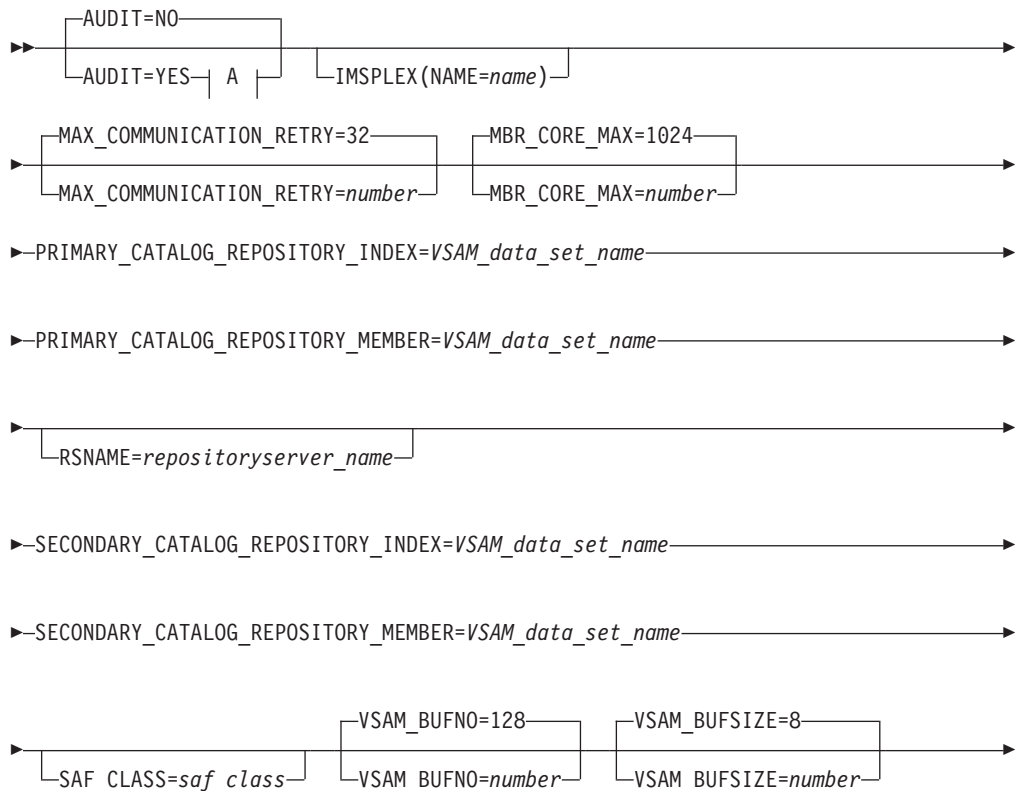 AUDIT=NO
AUDIT=YES A IMSPLEX(NAME=name)
MAX_COMMUNICATION_RETRY=32 MBR_CORE_MAX=1024
MAX_COMMUNICATION_RETRY=number MBR_CORE_MAX=number
PRIMARY_CATALOG_REPOSITORY_INDEX=VSAM_data_set_name
PRIMARY_CATALOG_REPOSITORY_MEMBER=VSAM_data_set_name
RSNAME=repositoryserver_name
SECONDARY_CATALOG_REPOSITORY_INDEX=VSAM_data_set_name
SECONDARY_CATALOG_REPOSITORY_MEMBER=VSAM_data_set_name
VSAM_BUFNO=128 VSAM_BUFSIZE=8
SAF CLASS=saf class VSAM BUFNO=number VSAM BUFSIZE=number